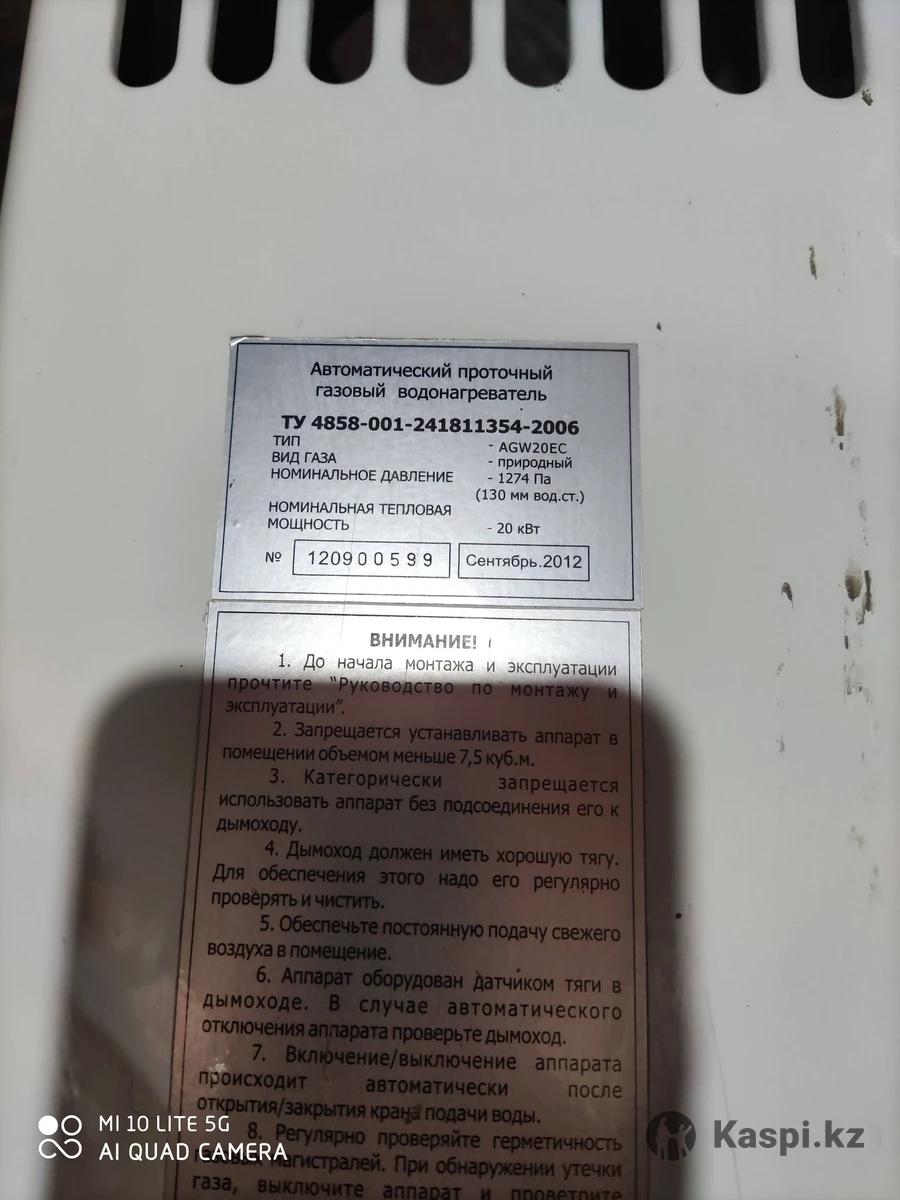 Автоматический проточный
газовый водонагреватель
ТУ 4858-001-241811354-2006
ТИП - AGW20EC
ВИД ГАЗА - природный
НОМИНАЛЬНОЕ ДАВЛЕНИЕ - 1274 Па
(130 мм вод.ст.)
НОМИНАЛЬНАЯ ТЕПЛОВАЯ
МОЩНОСТЬ - 20 кВт
№ 120900599 Сентябрь.2012
ВНИМАНИЕ!
1. До начала монтажа и эксплуатации
прочтите "Руководство по монтажу и
эксплуатации".
2. Запрещается устанавливать аппарат в
помещении объемом меньше 7,5 куб.м.
3. Категорически запрещается
использовать аппарат без подсоединения его к
дымоходу.
4. Дымоход должен иметь хорошую тягу.
Для обеспечения этого надо его регулярно
проверять и чистить.
5. Обеспечьте постоянную подачу свежего
воздуха в помещение.
6. Аппарат оборудован датчиком тяги в
дымоходе. В случае автоматического
отключения аппарата проверьте дымоход.
7. Включение/выключение аппарата
происходит автоматически после
открытия/закрытия крана подачи воды.
8. Регулярно проверяйте герметичность
газовых магистралей. При обнаружении утечки
газа, выключите аппарат и проветрите
MI 10 LITE 5G
AI QUAD CAMERA
Kaspi.kz